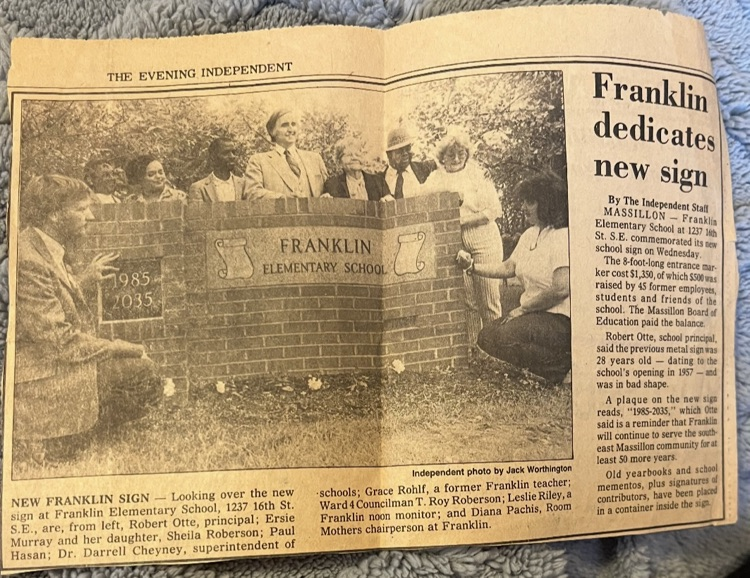 THE EVENING INDEPENDENT
1985
2035
FRANKLIN
ELEMENTARY SCHOOL
Independent photo by Jack Worthington
NEW FRANKLIN SIGN — Looking over the new
sign at Franklin Elementary School, 1237 16th St.
S.E., are, from left, Robert Otte, principal; Ersie
Murray and her daughter, Sheila Roberson; Paul
Hasan; Dr. Darrell Cheyney, superintendent of
schools; Grace Rohlf, a former Franklin teacher;
Ward 4 Councilman T. Roy Roberson; Leslie Riley, a
Franklin noon monitor; and Diana Pachis, Room
Mothers chairperson at Franklin.
Franklin
dedicates
new sign
By The Independent Staff
MASSILLON — Franklin
Elementary School at 1237 16th
St. S.E. commemorated its new
school sign on Wednesday.
The 8-foot-long entrance mar-
ker cost $1,350, of which $500 was
raised by 45 former employees,
students and friends of the
school. The Massillon Board of
Education paid the balance.
Robert Otte, school principal,
said the previous metal sign was
28 years old — dating to the
school's opening in 1957 — and
was in bad shape.
A plaque on the new sign
reads, "1985-2035," which Otte
said is a reminder that Franklin
will continue to serve the south-
east Massillon community for at
least 50 more years.
Old yearbooks and school
mementos, plus signatures of
contributors, have been placed
in a container inside the sign.